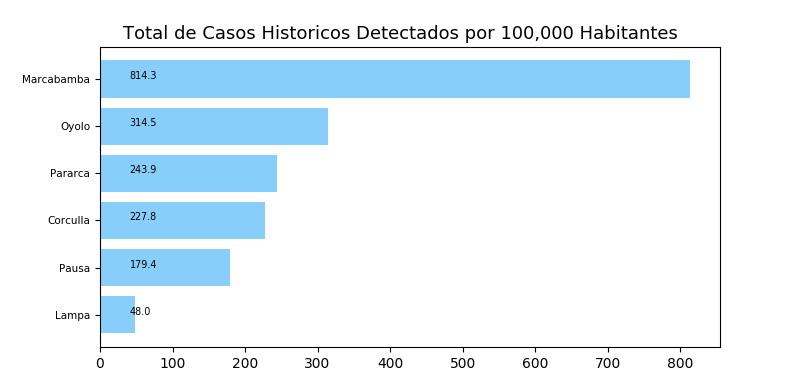 Total de Casos Historicos Detectados por 100,000 Habitantes
Marcabamba 814.3
Oyolo 314.5
Pararca 243.9
Corculla 227.8
Pausa 179.4
Lampa 48.0
0 100 200 300 400 500 600 700 800